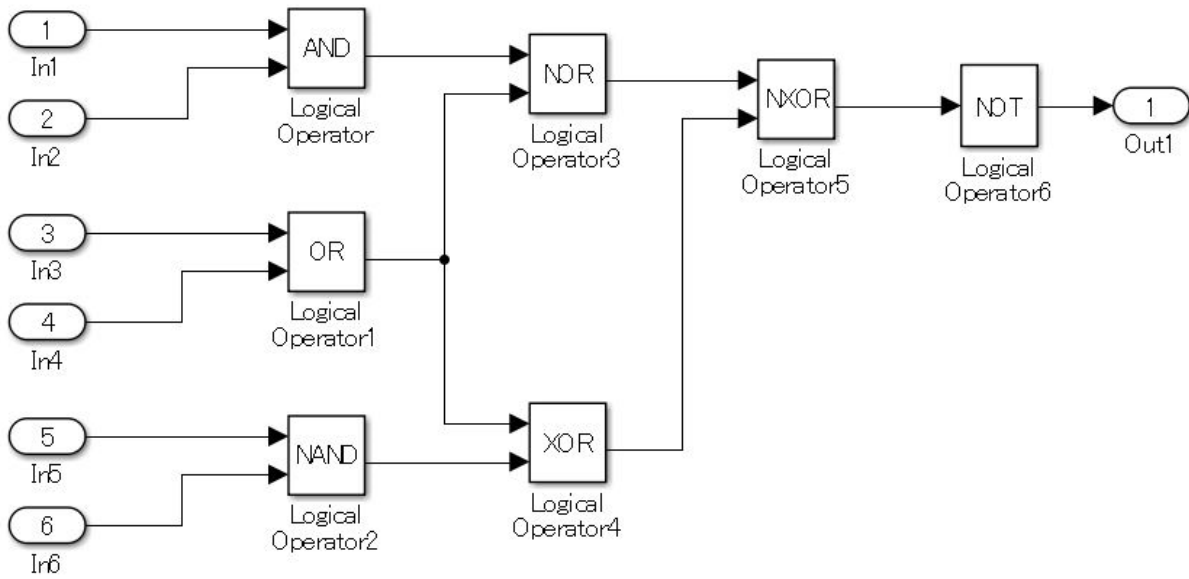 1
In1
2
In2
AND
Logical
Operator
3
In3
4
In4
OR
Logical
Operator1
5
In5
6
In6
NAND
Logical
Operator2
NOR
Logical
Operator3
XOR
Logical
Operator4
NXOR
Logical
Operator5
NOT
Logical
Operator6
1
Out1